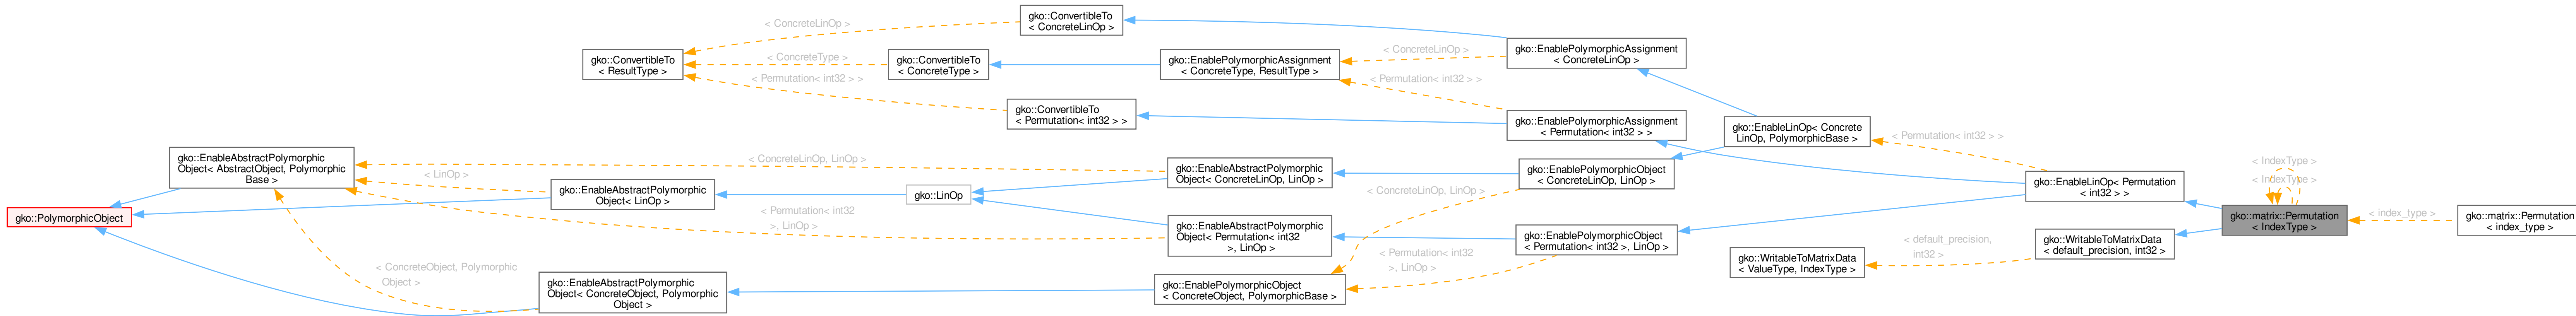 gko::PolymorphicObject
gko::EnableAbstractPolymorphic
Object< AbstractObject, Polymorphic
Base >
gko::ConvertibleTo
< ResultType >
gko::EnableAbstractPolymorphic
Object< LinOp >
gko::EnableAbstractPolymorphic
Object< ConcreteObject, Polymorphic
Object >
< ConcreteObject, Polymorphic
Object >
< LinOp >
< ConcreteLinOp >
< ConcreteType >
< Permutation< int32 > >
< ConcreteLinOp, LinOp >
< Permutation< int32
>, LinOp >
gko::ConvertibleTo
< ConcreteLinOp >
gko::ConvertibleTo
< ConcreteType >
gko::ConvertibleTo
< Permutation< int32 > >
gko::LinOp
gko::EnablePolymorphicAssignment
< ConcreteType, ResultType >
gko::EnableAbstractPolymorphic
Object< ConcreteLinOp, LinOp >
gko::EnableAbstractPolymorphic
Object< Permutation< int32
>, LinOp >
gko::EnablePolymorphicObject
< ConcreteObject, PolymorphicBase >
< ConcreteLinOp >
< Permutation< int32 > >
< ConcreteLinOp, LinOp >
< Permutation< int32
>, LinOp >
gko::EnablePolymorphicAssignment
< ConcreteLinOp >
gko::EnablePolymorphicAssignment
< Permutation< int32 > >
gko::EnablePolymorphicObject
< ConcreteLinOp, LinOp >
gko::EnablePolymorphicObject
< Permutation< int32 >, LinOp >
gko::EnableLinOp< Concrete
LinOp, PolymorphicBase >
gko::WritableToMatrixData
< ValueType, IndexType >
< Permutation< int32 > >
< default_precision,
int32 >
gko::EnableLinOp< Permutation
< int32 > >
gko::WritableToMatrixData
< default_precision, int32 >
< IndexType >
< IndexType >
gko::matrix::Permutation
< IndexType >
< index_type >
gko::matrix::Permutation
< index_type >